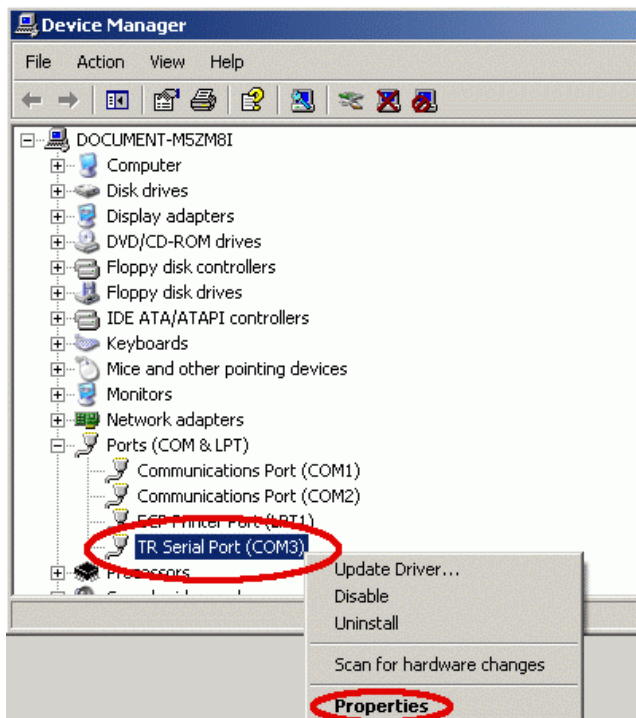 Device Manager
File Action View Help
DOCUMENT-M5ZM8I
Computer
Disk drives
Display adapters
DVD/CD-ROM drives
Floppy disk controllers
Floppy disk drives
IDE ATA/ATAPI controllers
Keyboards
Mice and other pointing devices
Monitors
Network adapters
Ports (COM & LPT)
Communications Port (COM1)
Communications Port (COM2)
ECP Printer Port (LPT1)
TR Serial Port (COM3)
Processors
Update Driver...
Disable
Uninstall
Scan for hardware changes
Properties